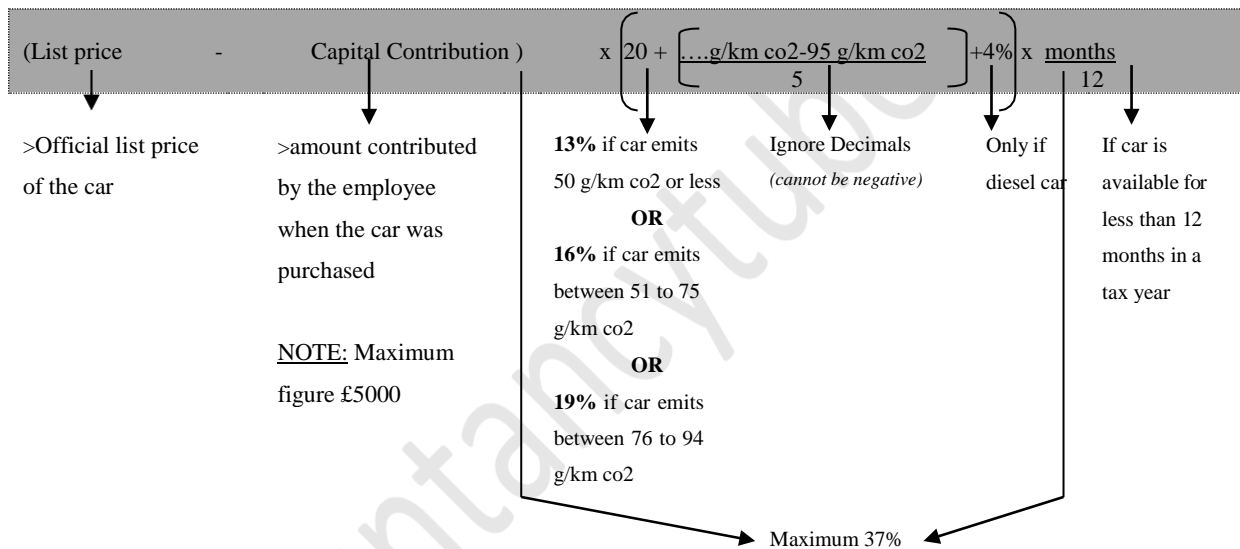 (List price - Capital Contribution ) x 20 + ….g/km co2-95 g/km co2 +4% x months
5 12
>Official list price
of the car
>amount contributed
by the employee
when the car was
purchased
NOTE: Maximum
figure £5000
13% if car emits
50 g/km co2 or less
OR
16% if car emits
between 51 to 75
g/km co2
OR
19% if car emits
between 76 to 94
g/km co2
Ignore Decimals
(cannot be negative)
Only if
diesel car
If car is
available for
less than 12
months in a
tax year
Maximum 37%
ntancytube